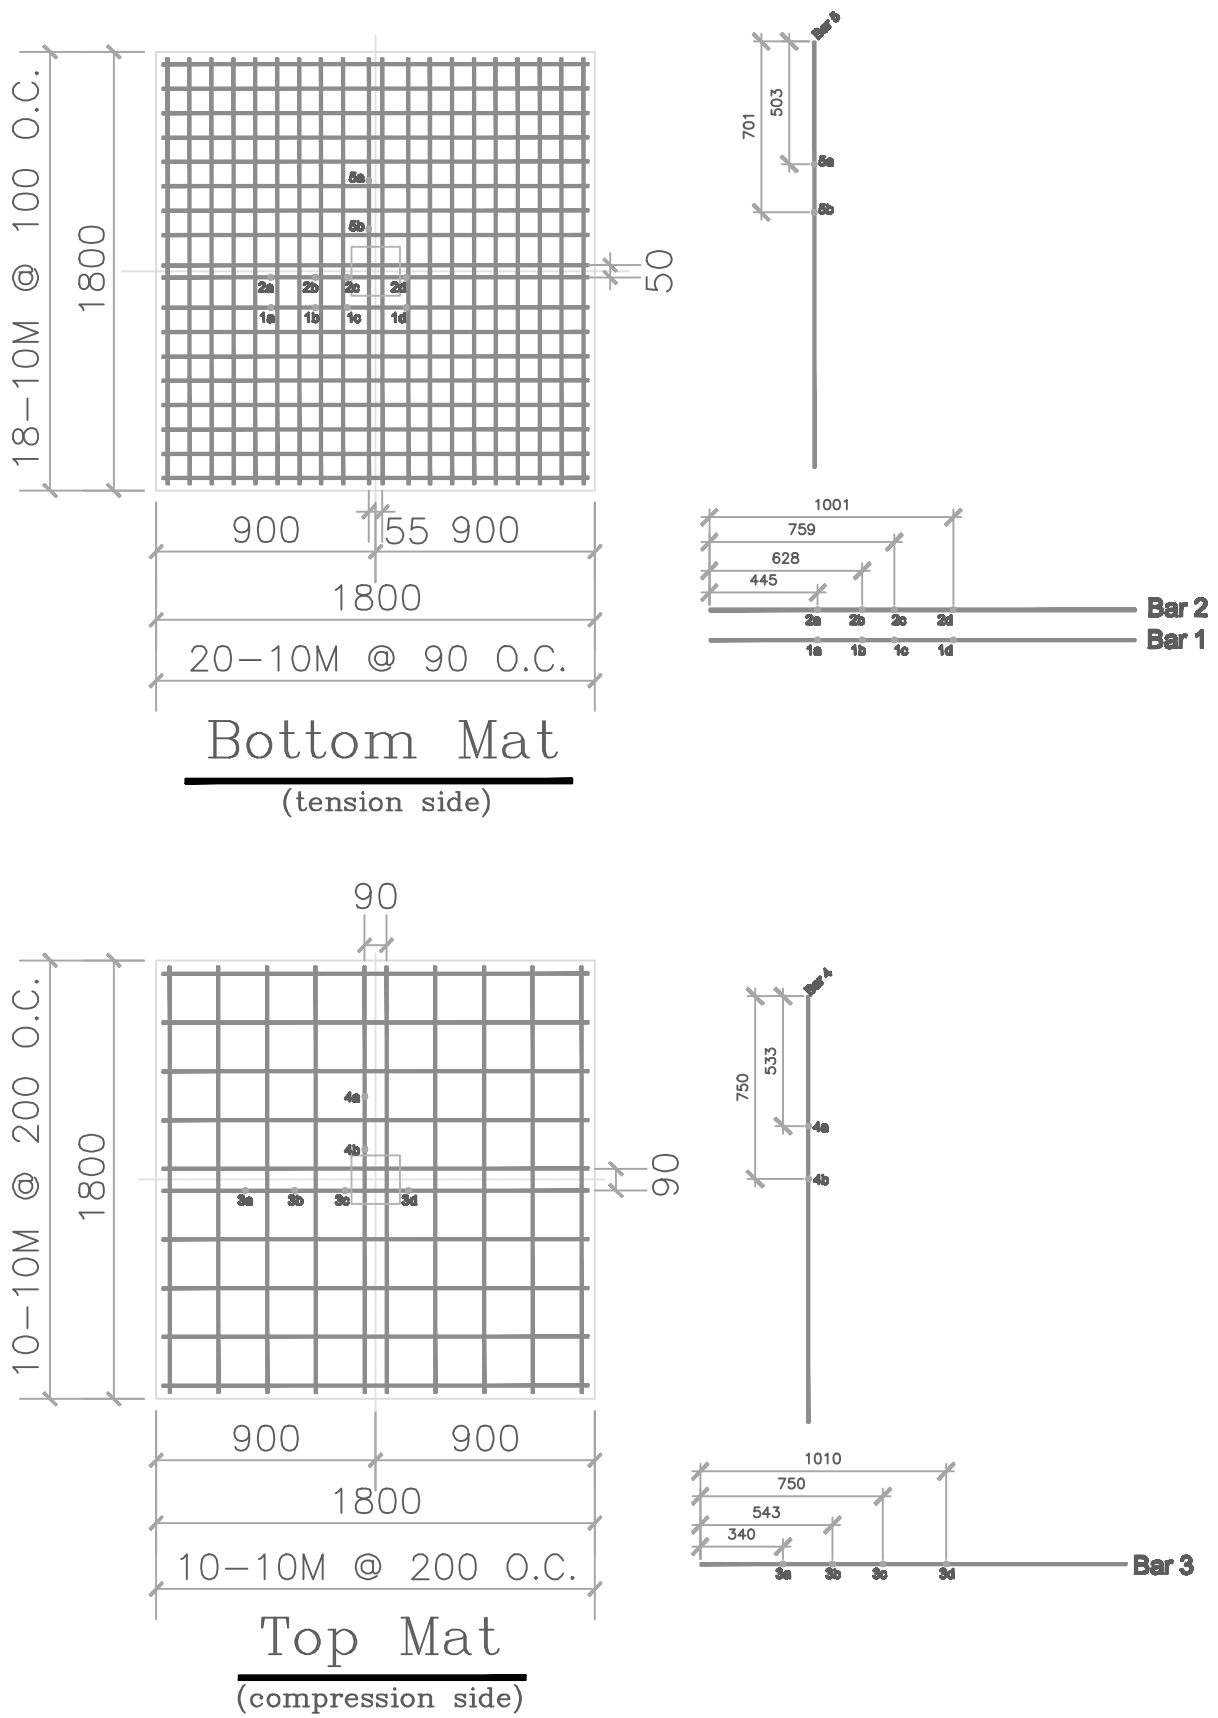 Bar 5
503
701
5a
5b
18-10M @ 100 O.C.
1800
5a
5b
2a 2b 2c 2d
1a 1b 1c 1d
50
900 55 900
1800
20-10M @ 90 O.C.
Bottom Mat
(tension side)
1001
759
628
445
2a 2b 2c 2d Bar 2
1a 1b 1c 1d Bar 1
90
10-10M @ 200 O.C.
1800
4a
4b
3a 3b 3c 3d
90
900 900
1800
10-10M @ 200 O.C.
Top Mat
(compression side)
Bar 4
533
750
4a
4b
1010
750
543
340
3a 3b 3c 3d Bar 3